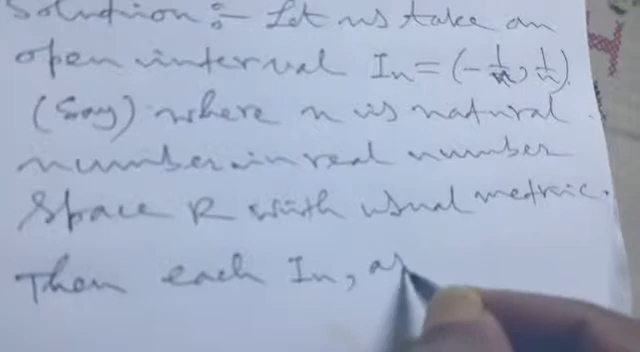 Solution :- Let us take an
open interval In = (-1/n, 1/n)
(Say) where n is natural
number in real number
Space R with usual metric.
Then each In, as